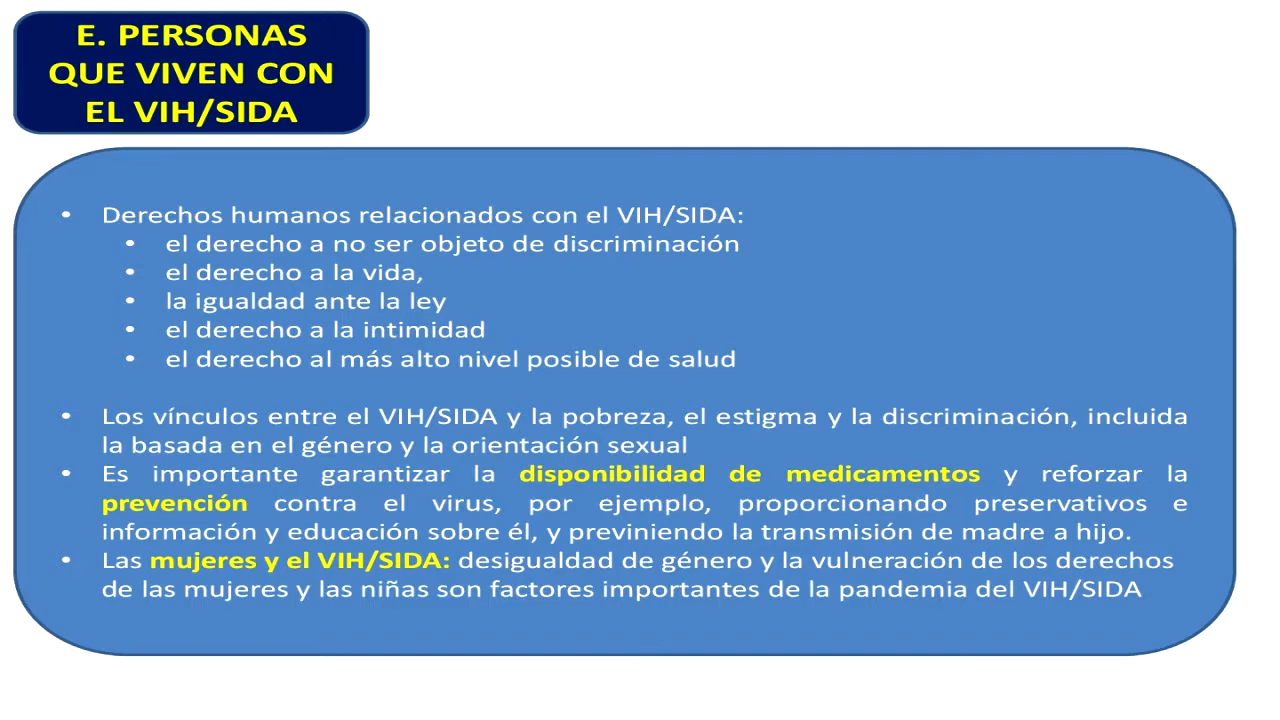 E. PERSONAS
QUE VIVEN CON
EL VIH/SIDA
• Derechos humanos relacionados con el VIH/SIDA:
• el derecho a no ser objeto de discriminación
• el derecho a la vida,
• la igualdad ante la ley
• el derecho a la intimidad
• el derecho al más alto nivel posible de salud
• Los vínculos entre el VIH/SIDA y la pobreza, el estigma y la discriminación, incluida
la basada en el género y la orientación sexual
• Es importante garantizar la disponibilidad de medicamentos y reforzar la
prevención contra el virus, por ejemplo, proporcionando preservativos e
información y educación sobre él, y previniendo la transmisión de madre a hijo.
• Las mujeres y el VIH/SIDA: desigualdad de género y la vulneración de los derechos
de las mujeres y las niñas son factores importantes de la pandemia del VIH/SIDA